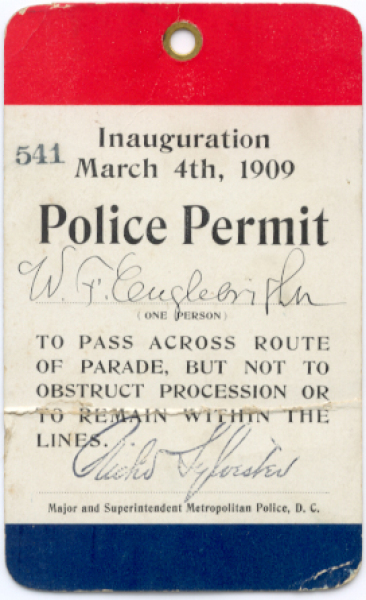 Inauguration
541 March 4th, 1909
Police Permit
W. F. Englebright
(ONE PERSON)
TO PASS ACROSS ROUTE
OF PARADE, BUT NOT TO
OBSTRUCT PROCESSION OR
TO REMAIN WITHIN THE
LINES.
Sylvester
Major and Superintendent Metropolitan Police, D. C.